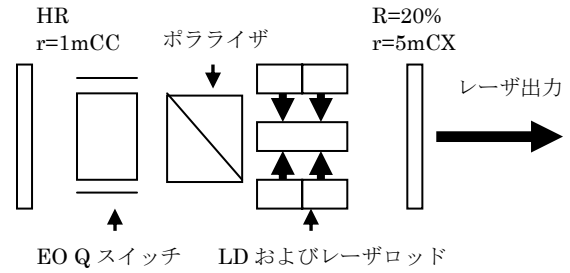 HR
r=1mCC
ポラライザ
R=20%
r=5mCX
レーザ出力
EO Q スイッチ
LD およびレーザロッド